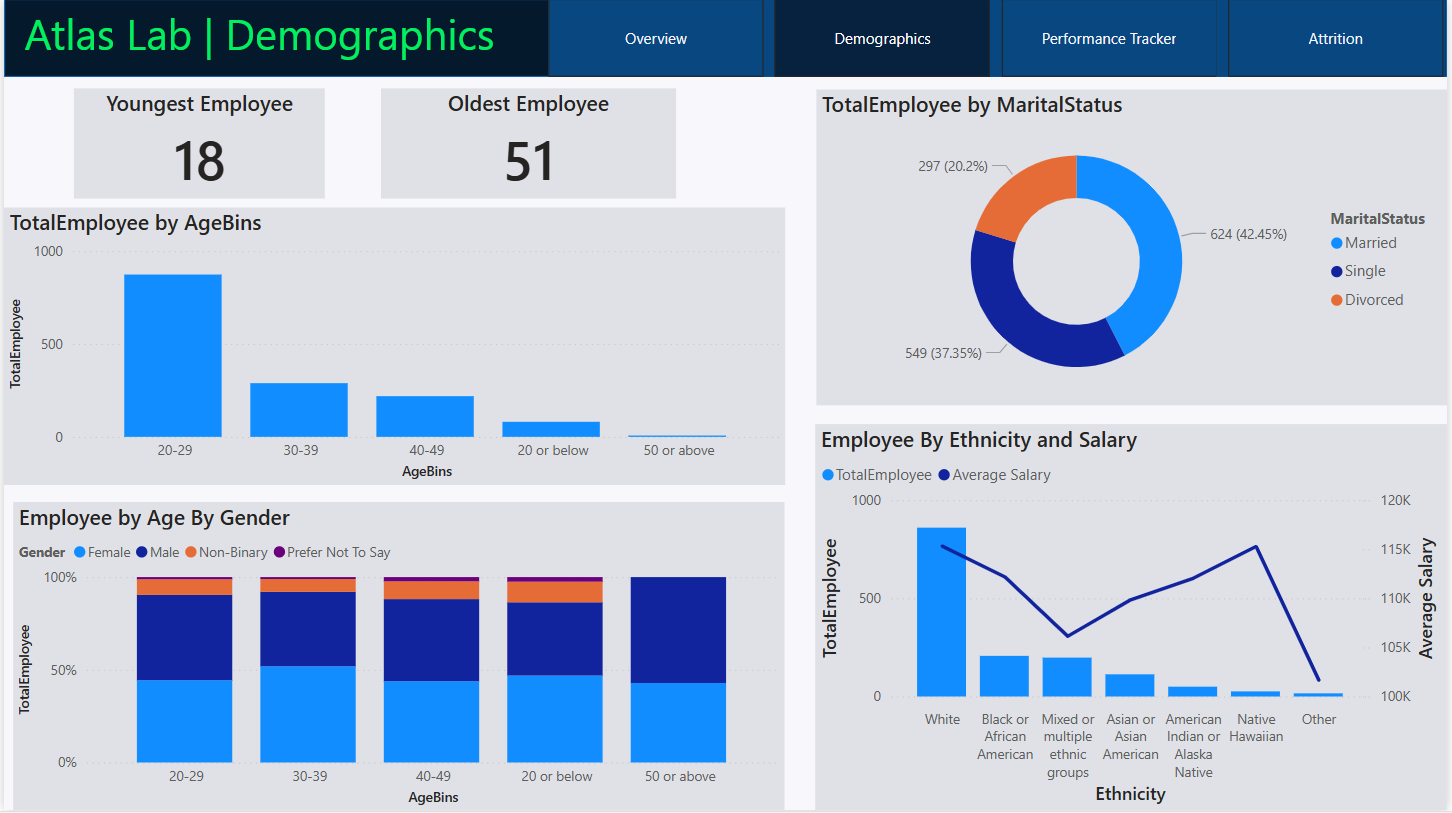 Atlas Lab | Demographics
Overview
Demographics
Performance Tracker
Attrition
Youngest Employee
18
Oldest Employee
51
TotalEmployee by AgeBins
TotalEmployee
1000
500
0
20-29
30-39
40-49
20 or below
50 or above
AgeBins
Employee by Age By Gender
Gender
Female
Male
Non-Binary
Prefer Not To Say
TotalEmployee
100%
50%
0%
20-29
30-39
40-49
20 or below
50 or above
AgeBins
TotalEmployee by MaritalStatus
297 (20.2%)
624 (42.45%)
549 (37.35%)
MaritalStatus
Married
Single
Divorced
Employee By Ethnicity and Salary
TotalEmployee
Average Salary
TotalEmployee
1000
500
0
120K
115K
110K
105K
100K
Average Salary
White
Black or
African
American
Mixed or
multiple
ethnic
groups
Asian or
Asian
American
American
Indian or
Alaska
Native
Native
Hawaiian
Other
Ethnicity